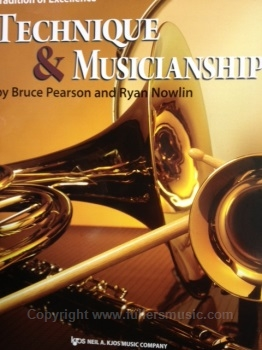 Tradition of Excellence
TECHNIQUE
& MUSICIANSHIP
by Bruce Pearson and Ryan Nowlin
Copyright www.tunersmusic.com
KJOS NEIL A. KJOS MUSIC COMPANY